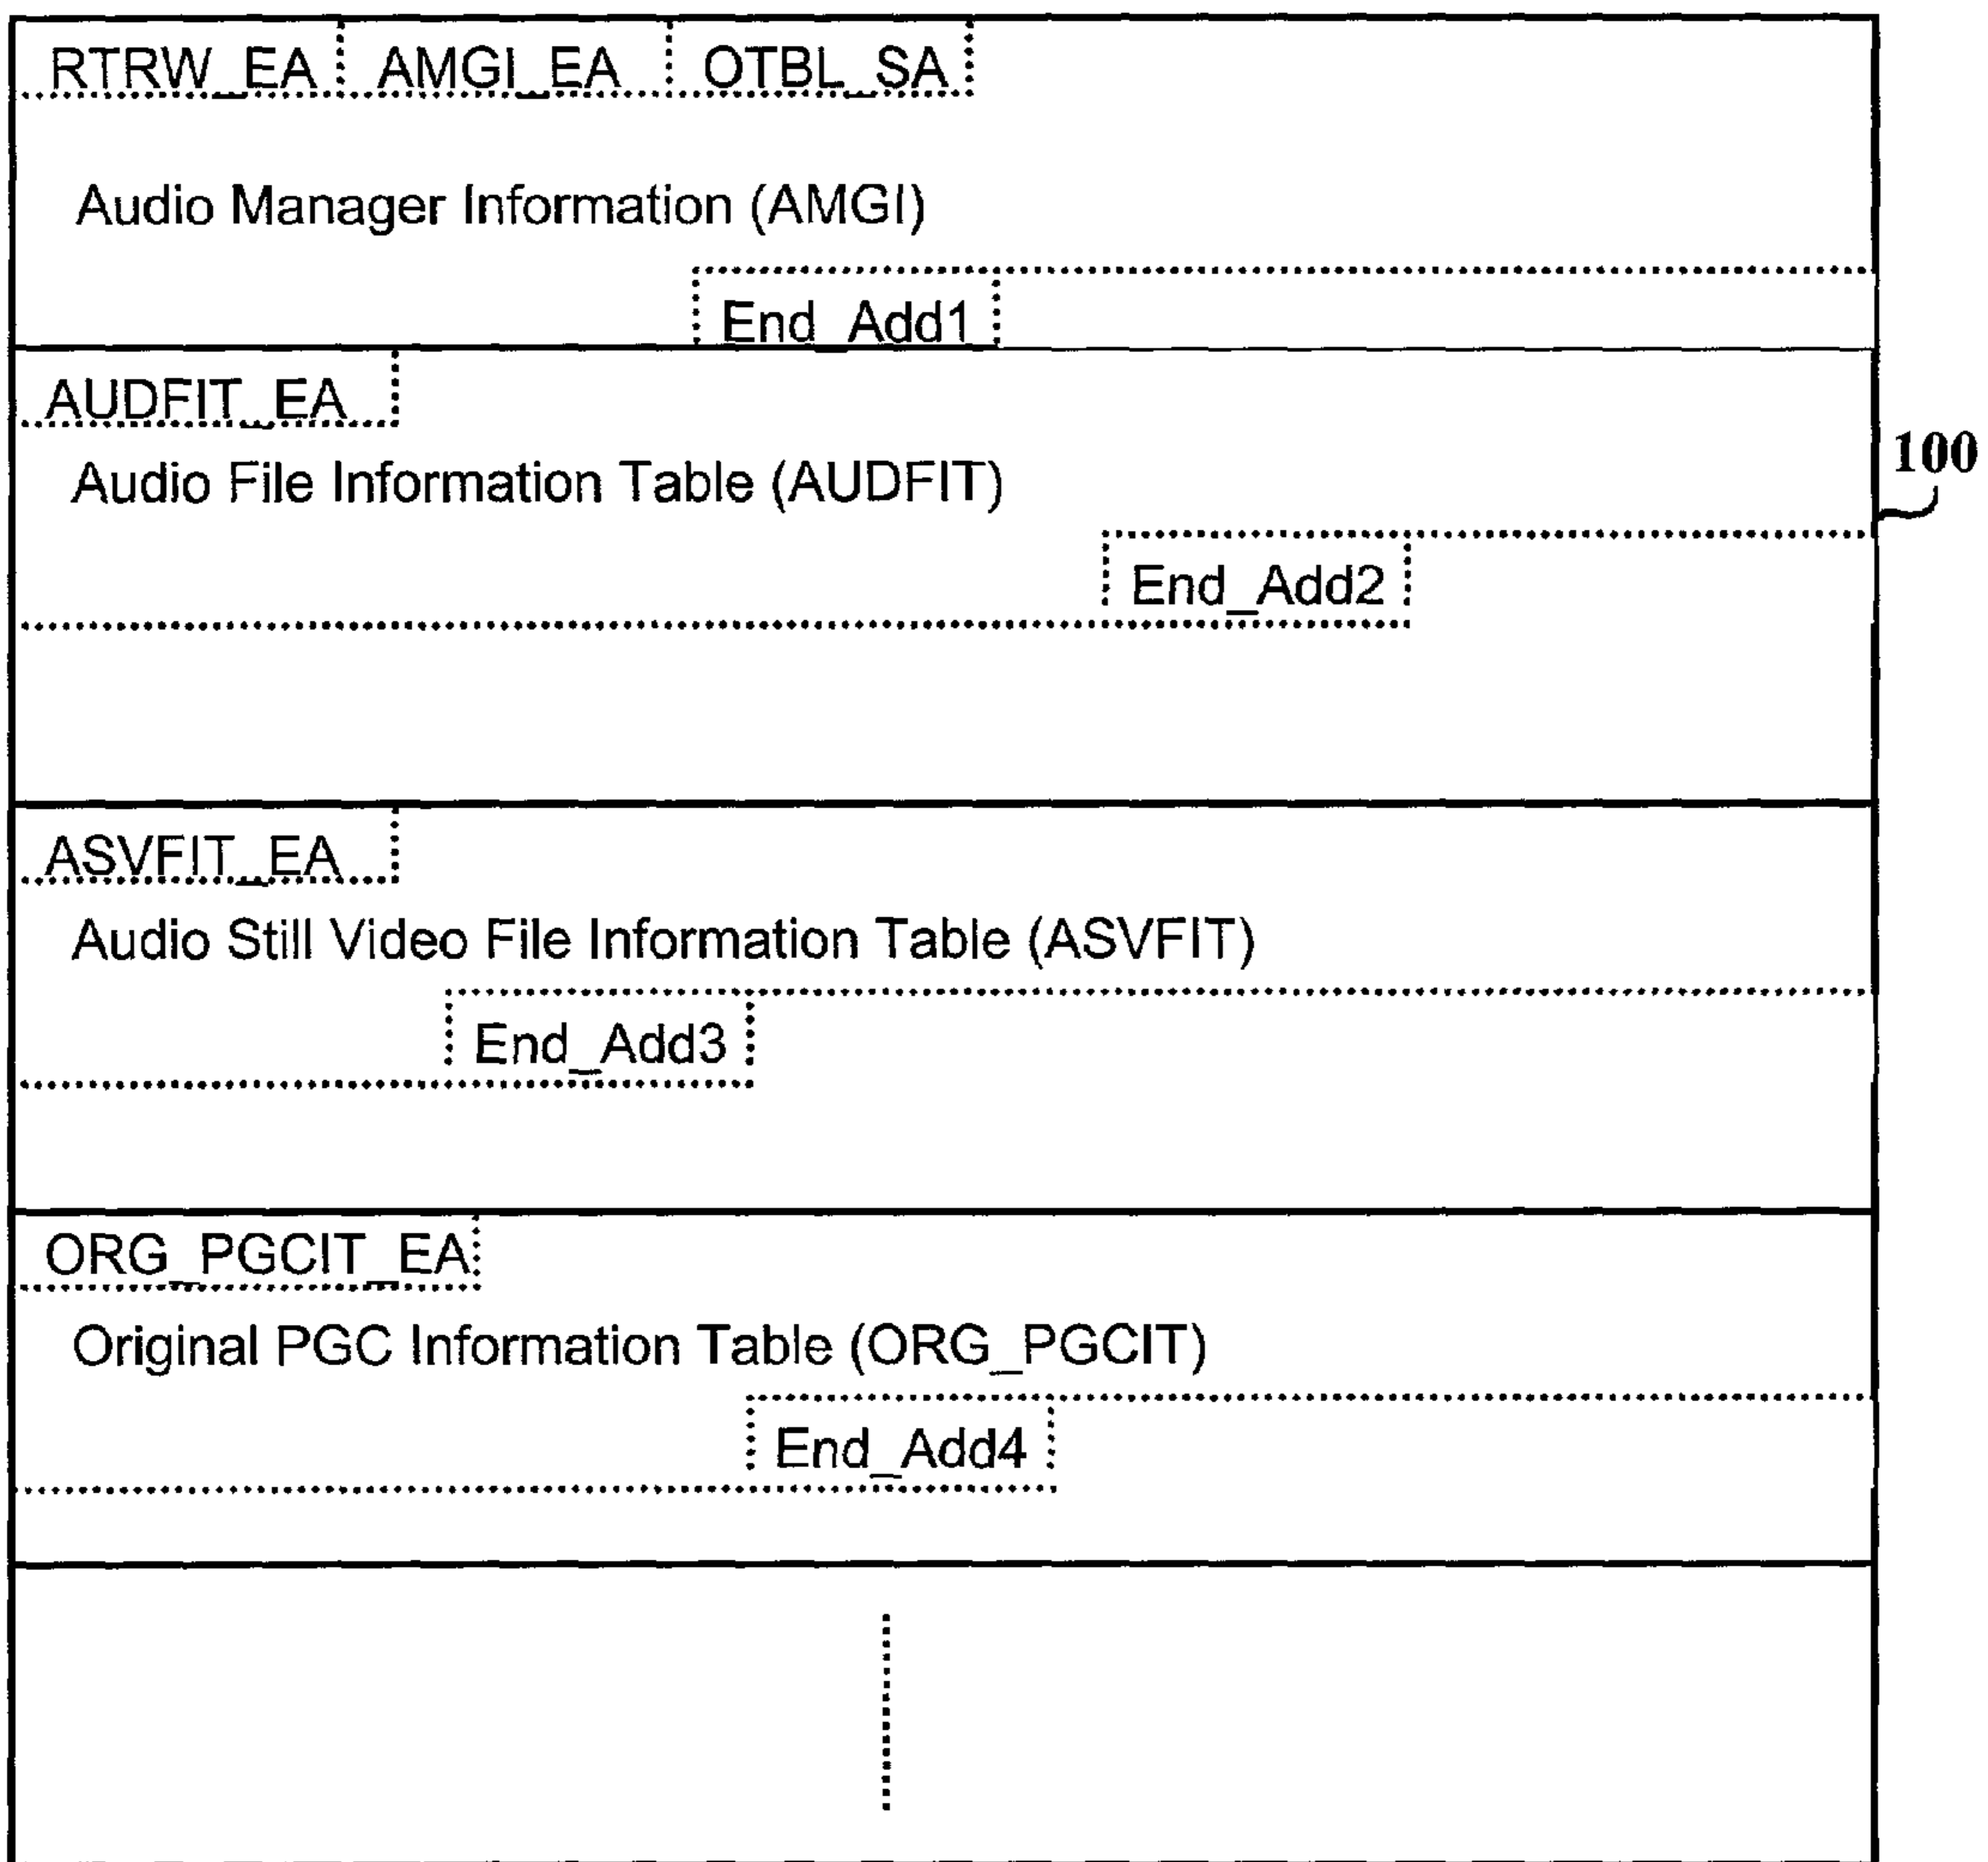 RTRW_EA AMGI_EA OTBL_SA
Audio Manager Information (AMGI)
End_Add1
AUDFIT_EA
Audio File Information Table (AUDFIT)
100
End_Add2
ASVFIT_EA
Audio Still Video File Information Table (ASVFIT)
End_Add3
ORG_PGCIT_EA
Original PGC Information Table (ORG_PGCIT)
End_Add4